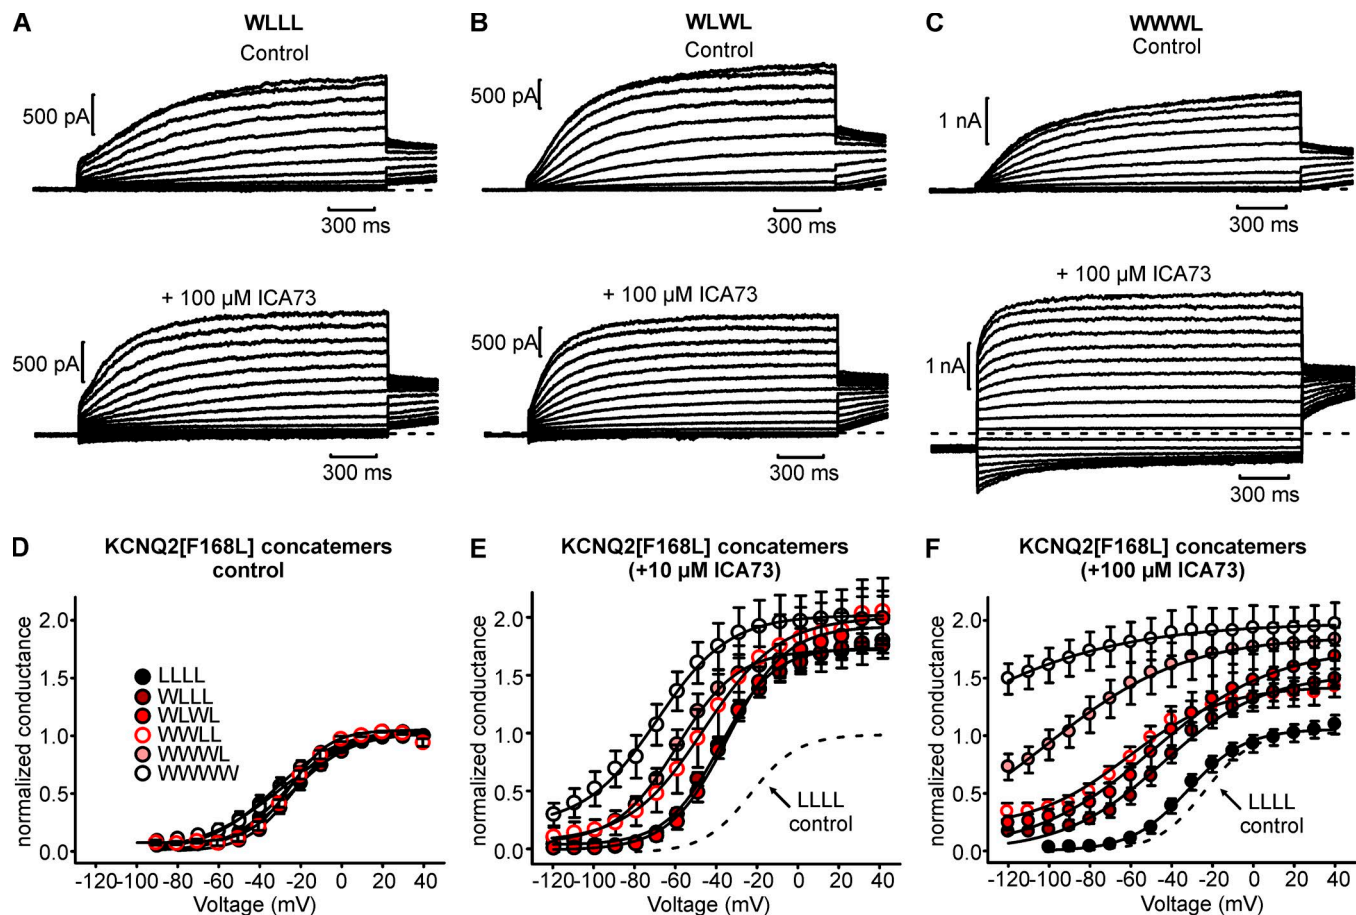 A
WLLL
Control
500 pA
300 ms
+ 100 µM ICA73
500 pA
300 ms
B
WLWL
Control
500 pA
300 ms
+ 100 µM ICA73
500 pA
300 ms
C
WWWL
Control
1 nA
300 ms
+ 100 µM ICA73
1 nA
300 ms
D
KCNQ2[F168L] concatemers
control
normalized conductance
2.0
1.5
1.0
0.5
0.0
LLLL
WLLL
WLWL
WWLL
WWWL
WWWW
-120 -100 -80 -60 -40 -20 0 20 40
Voltage (mV)
E
KCNQ2[F168L] concatemers
(+10 µM ICA73)
normalized conductance
2.0
1.5
1.0
0.5
0.0
LLLL
control
-120 -100 -80 -60 -40 -20 0 20 40
Voltage (mV)
F
KCNQ2[F168L] concatemers
(+100 µM ICA73)
normalized conductance
2.0
1.5
1.0
0.5
0.0
LLLL
control
-120 -100 -80 -60 -40 -20 0 20 40
Voltage (mV)